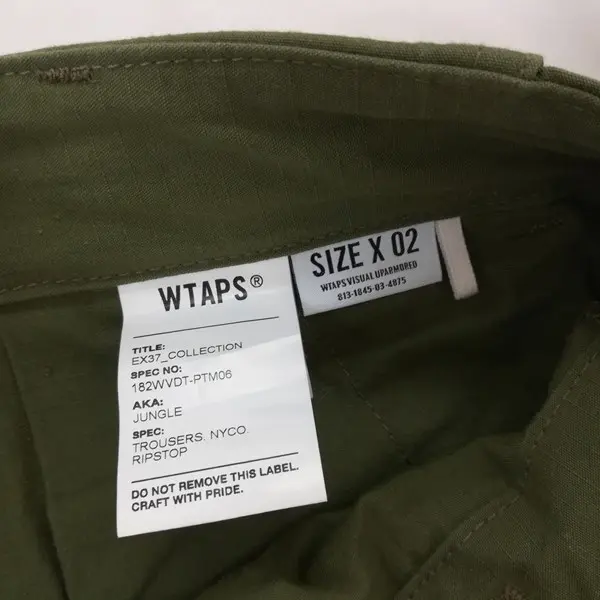 WTAPS®
TITLE:
EX37_COLLECTION
SPEC NO:
182WVDT-PTM06
AKA:
JUNGLE
SPEC:
TROUSERS. NYCO.
RIPSTOP
DO NOT REMOVE THIS LABEL.
CRAFT WITH PRIDE.
SIZE X 02
WTAPS VISUAL UPARMORED
813-1845-03-4875